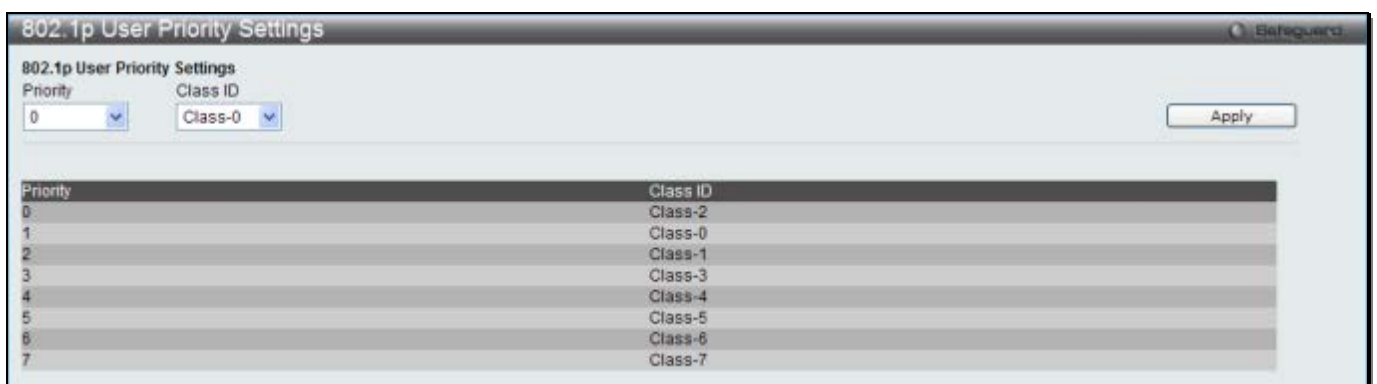 802.1p User Priority Settings
Safeguard
802.1p User Priority Settings
Priority Class ID
0 Class-0 Apply
Priority Class ID
0 Class-2
1 Class-0
2 Class-1
3 Class-3
4 Class-4
5 Class-5
6 Class-6
7 Class-7